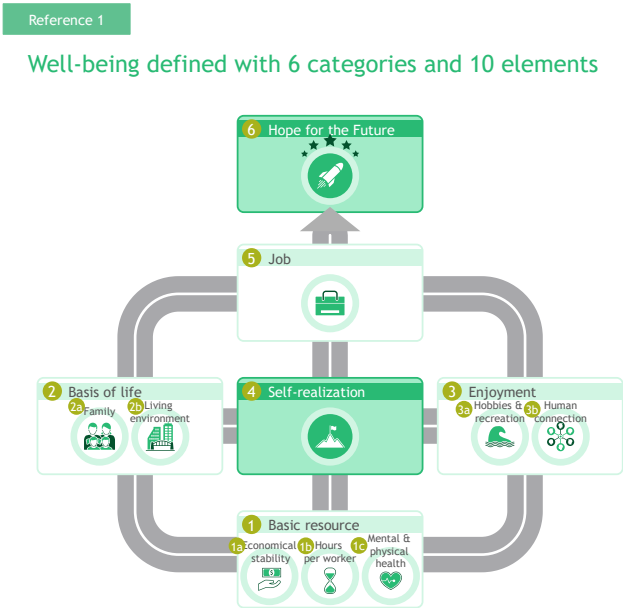 Reference 1
Well-being defined with 6 categories and 10 elements
6 Hope for the Future
5 Job
2 Basis of life
2a Family
2b Living
environment
4 Self-realization
3 Enjoyment
3a Hobbies &
recreation
3b Human
connection
1 Basic resource
1a Economical
stability
1b Hours
per worker
1c Mental &
physical
health
$